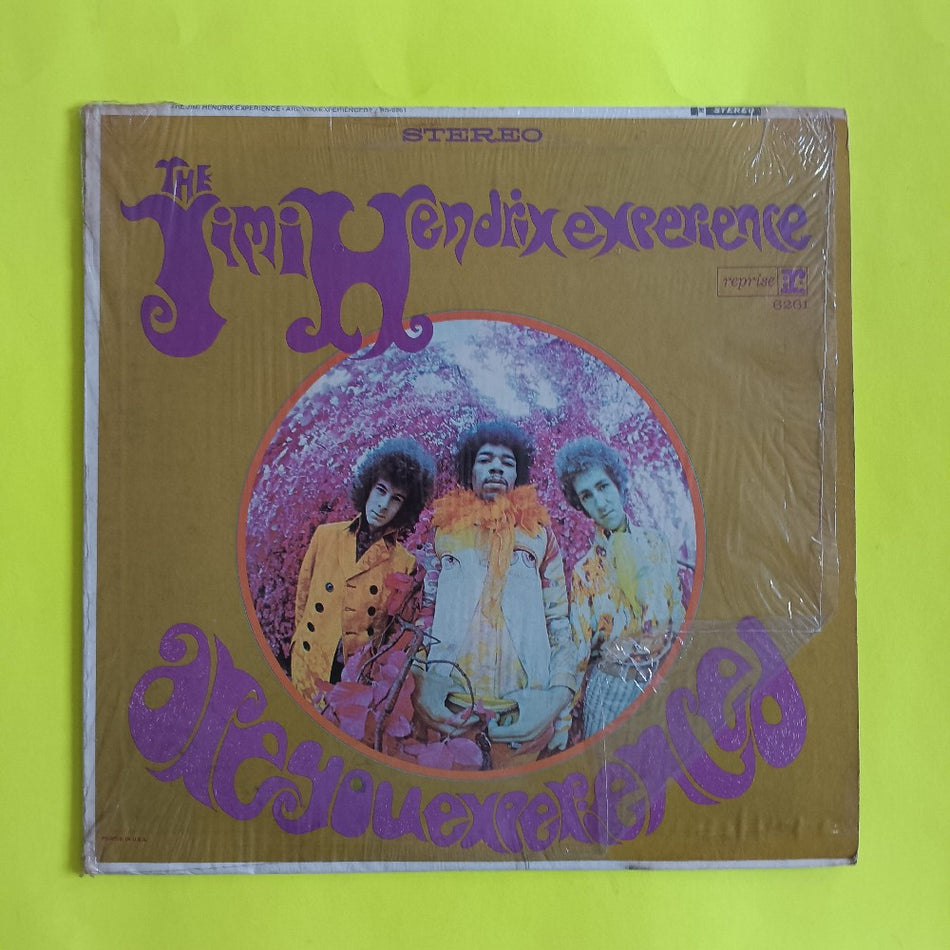 THE JIMI HENDRIX EXPERIENCE • ARE YOU EXPERIENCED? / RS-6261
STEREO
STEREO
THE
Jimi Hendrix experience
reprise r:
6261
are you experienced